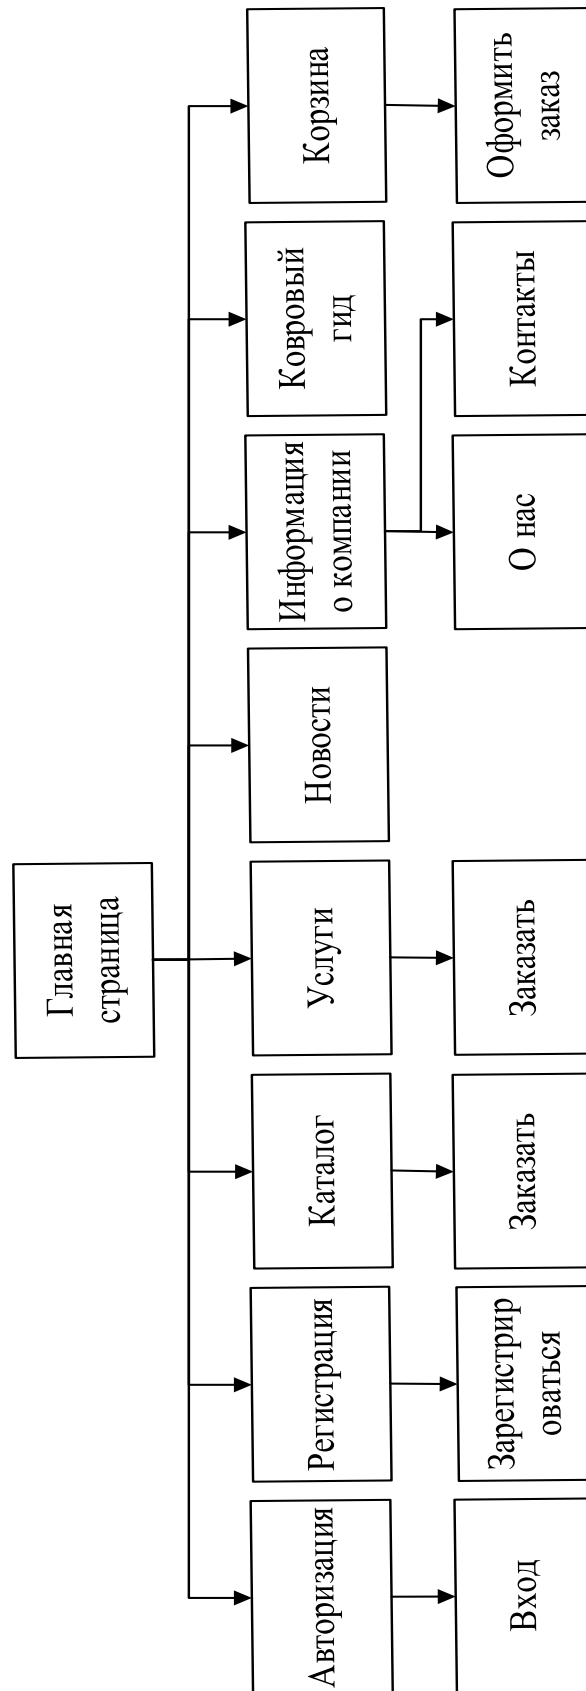 Главная
страница
Авторизация
Регистрация
Каталог
Услуги
Новости
Информация
о компании
Ковровый
гид
Корзина
Вход
Зарегистрир
оваться
Заказать
Заказать
О нас
Контакты
Оформить
заказ